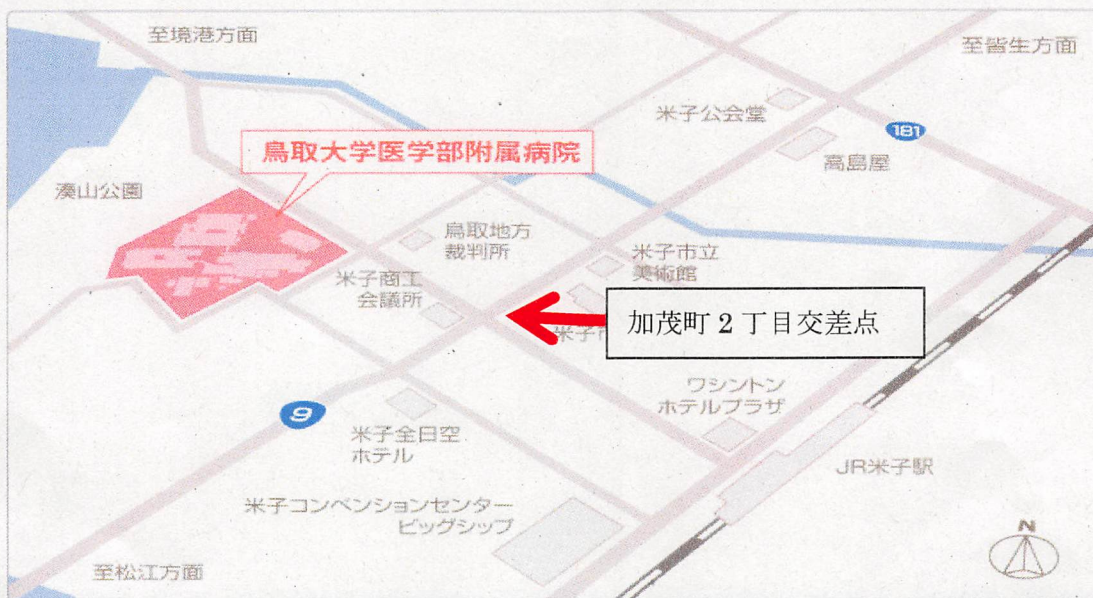 至境港方面
至皆生方面
米子公会堂
181
高島屋
鳥取大学医学部附属病院
湊山公園
鳥取地方
裁判所
米子市立
美術館
米子商工
会議所
加茂町2丁目交差点
米子市
ワシントン
ホテルプラザ
9
米子全日空
ホテル
JR米子駅
米子コンベンションセンター
ビッグシップ
N
至松江方面